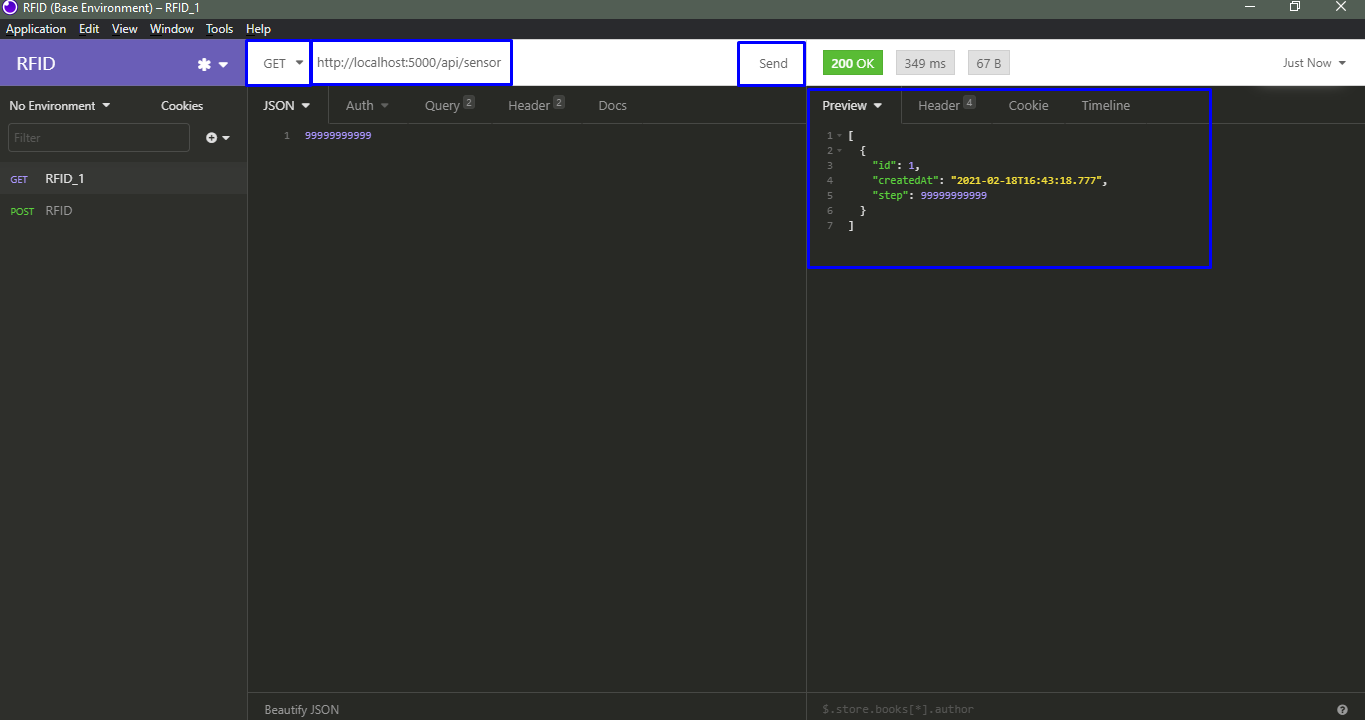 RFID (Base Environment) – RFID_1
Application Edit View Window Tools Help
RFID
GET http://localhost:5000/api/sensor Send
200 OK 349 ms 67 B Just Now
No Environment Cookies
JSON Auth Query 2 Header 2 Docs
Preview Header 4 Cookie Timeline
Filter
GET RFID_1
POST RFID
1 99999999999
1 [
2 {
3 "id": 1,
4 "createdAt": "2021-02-18T16:43:18.777",
5 "step": 99999999999
6 }
7 ]
Beautify JSON
$.store.books[*].author